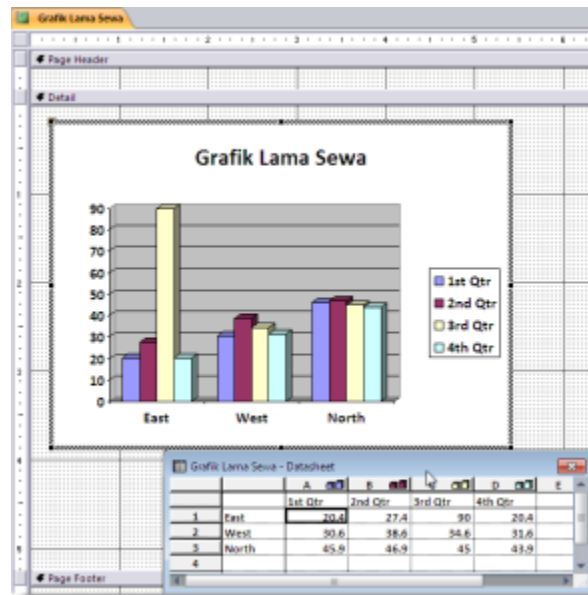 Grafik Lama Sewa
Page Header
Detail
Grafik Lama Sewa
90
80
70
60
50
40
30
20
10
0
East West North
1st Qtr
2nd Qtr
3rd Qtr
4th Qtr
Grafik Lama Sewa - Datasheet
A B D E
1st Qtr 2nd Qtr 3rd Qtr 4th Qtr
1 East 20.4 27.4 90 20.4
2 West 30.6 38.6 34.6 31.6
3 North 45.9 46.9 45 43.9
4
Page Footer